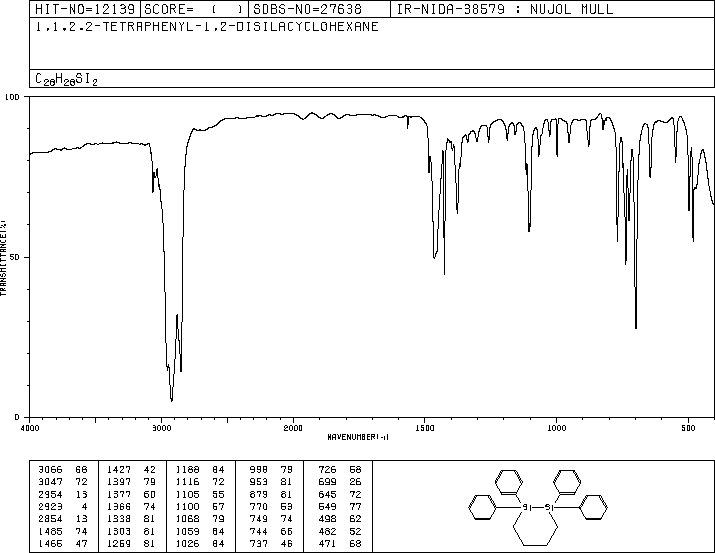 HIT-NO=12139 SCORE= ( ) SDBS-NO=27638 IR-NIDA-38579 : NUJOL MULL
1,1,2,2-TETRAPHENYL-1,2-DISILACYCLOHEXANE
C28H28SI2
100
50
0
TRANSMITTANCE(%)
4000 3000 2000 1500 1000 500
WAVENUMBER(-1)
3066 68 1427 42 1188 84 998 79 726 58
3047 72 1397 79 1116 72 953 81 699 26
2954 13 1377 60 1105 55 879 81 645 72
2923 4 1366 74 1100 57 770 53 549 77
2854 13 1338 81 1068 79 749 74 498 62
1485 74 1303 81 1059 84 744 66 482 52
1466 47 1259 81 1026 84 737 46 471 68
Si Si